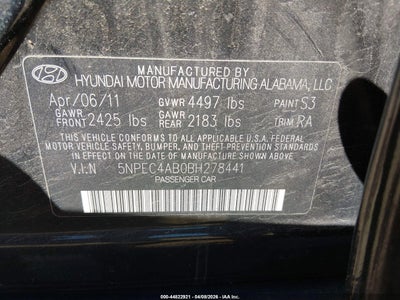 MANUFACTURED BY
HYUNDAI MOTOR MANUFACTURING ALABAMA, LLC
Apr/06/11 GVWR 4497 lbs PAINT S3
GAWR FRONT 2425 lbs GAWR REAR 2183 lbs TRIM RA
THIS VEHICLE CONFORMS TO ALL APPLICABLE U.S.A. FEDERAL
MOTOR VEHICLE SAFETY, BUMPER, AND THEFT PREVENTION STANDARDS
IN EFFECT ON THE DATE OF MANUFACTURE SHOWN ABOVE.
V.I.N 5NPEC4AB0BH278441
PASSENGER CAR
000-44822921 - 04/09/2026 - IAA Inc.